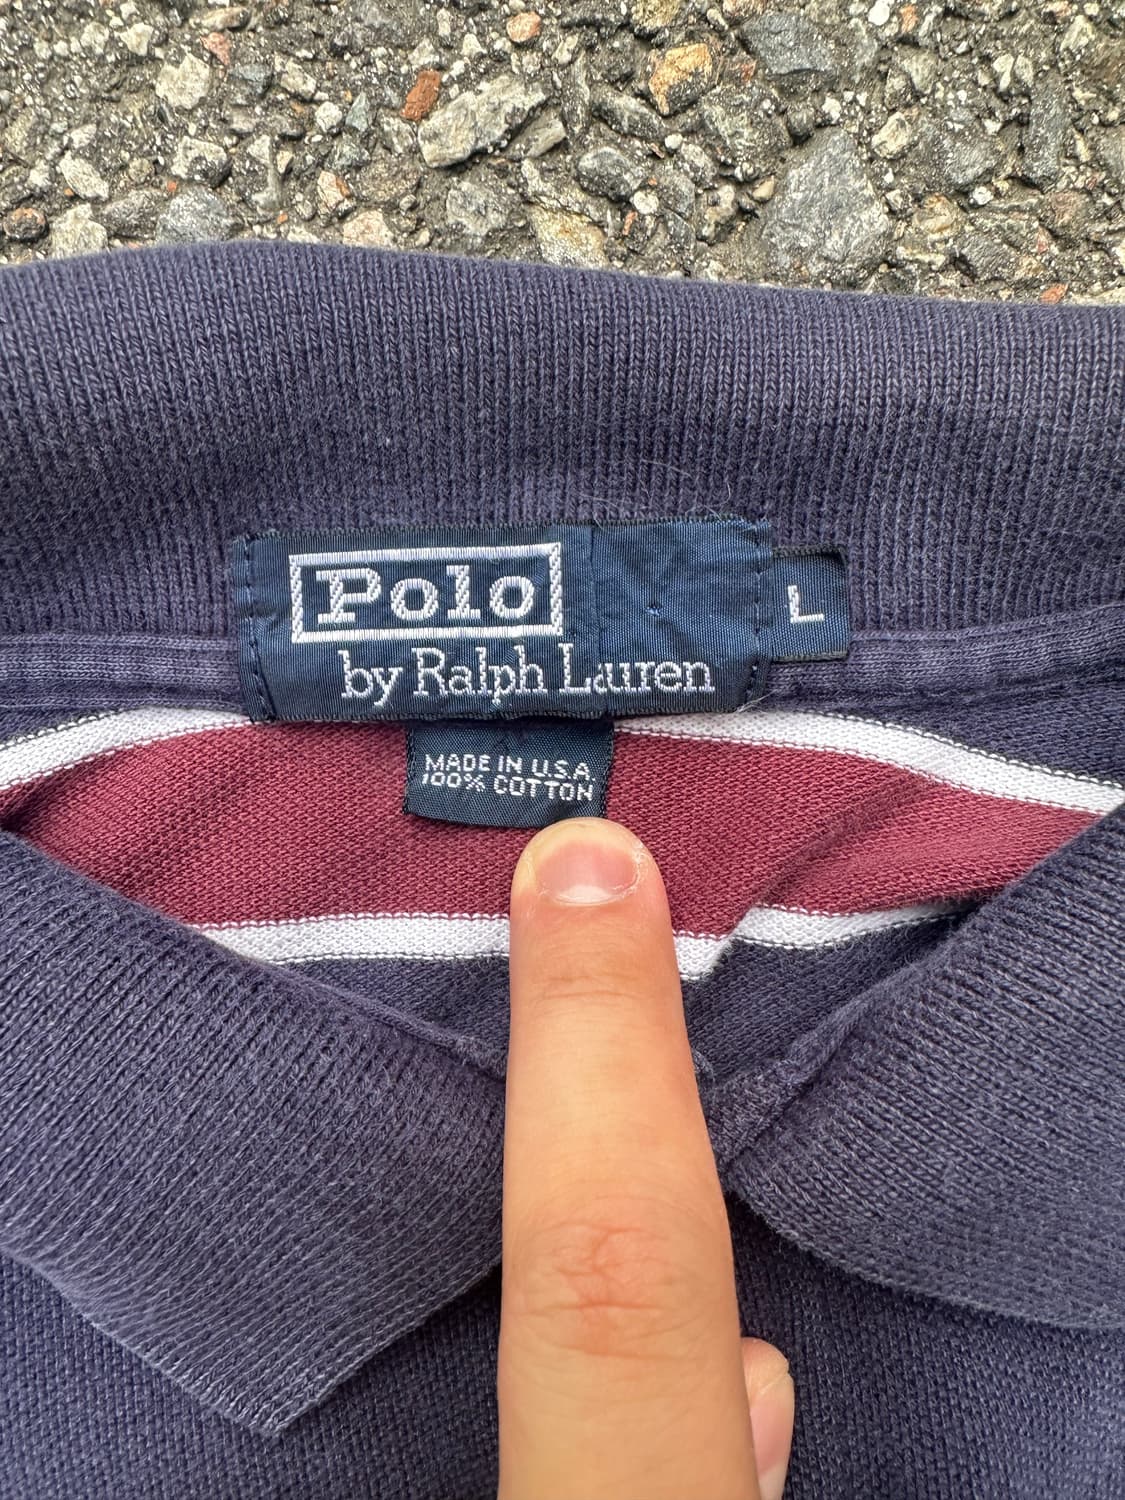 Polo
by Ralph Lauren
L
MADE IN U.S.A.
100% COTTON